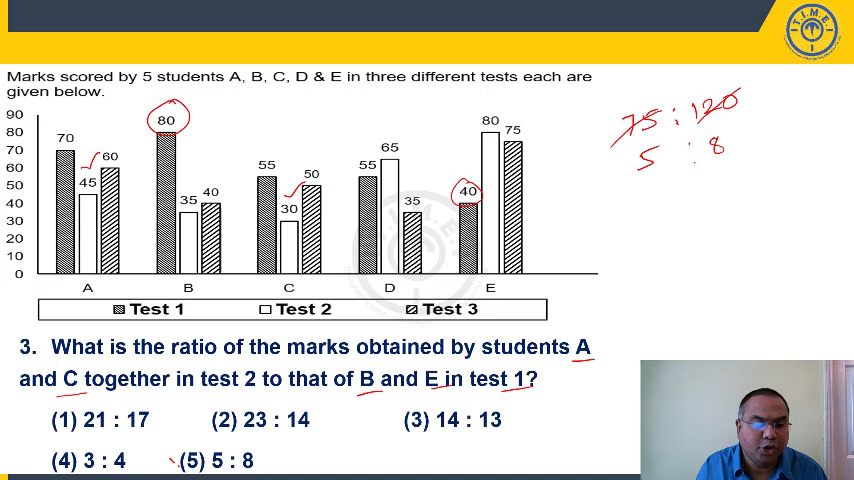 T.I.M.E.
Marks scored by 5 students A, B, C, D & E in three different tests each are
given below.
75 : 120
5 : 8
90
80
70
60
50
40
30
20
10
0
70
45
60
80
35
40
55
30
50
55
65
35
40
80
75
A B C D E
Test 1 Test 2 Test 3
3. What is the ratio of the marks obtained by students A
and C together in test 2 to that of B and E in test 1?
(1) 21 : 17 (2) 23 : 14 (3) 14 : 13
(4) 3 : 4 (5) 5 : 8